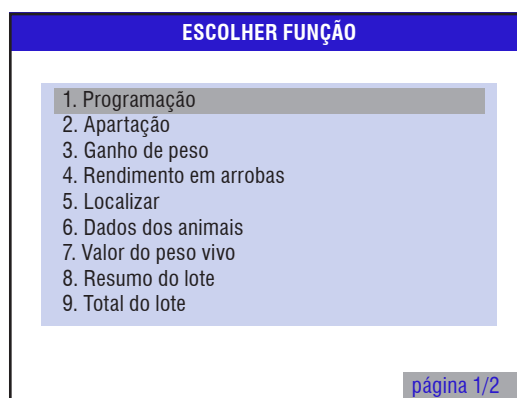 ESCOLHER FUNÇÃO
1. Programação
2. Apartação
3. Ganho de peso
4. Rendimento em arrobas
5. Localizar
6. Dados dos animais
7. Valor do peso vivo
8. Resumo do lote
9. Total do lote
página 1/2